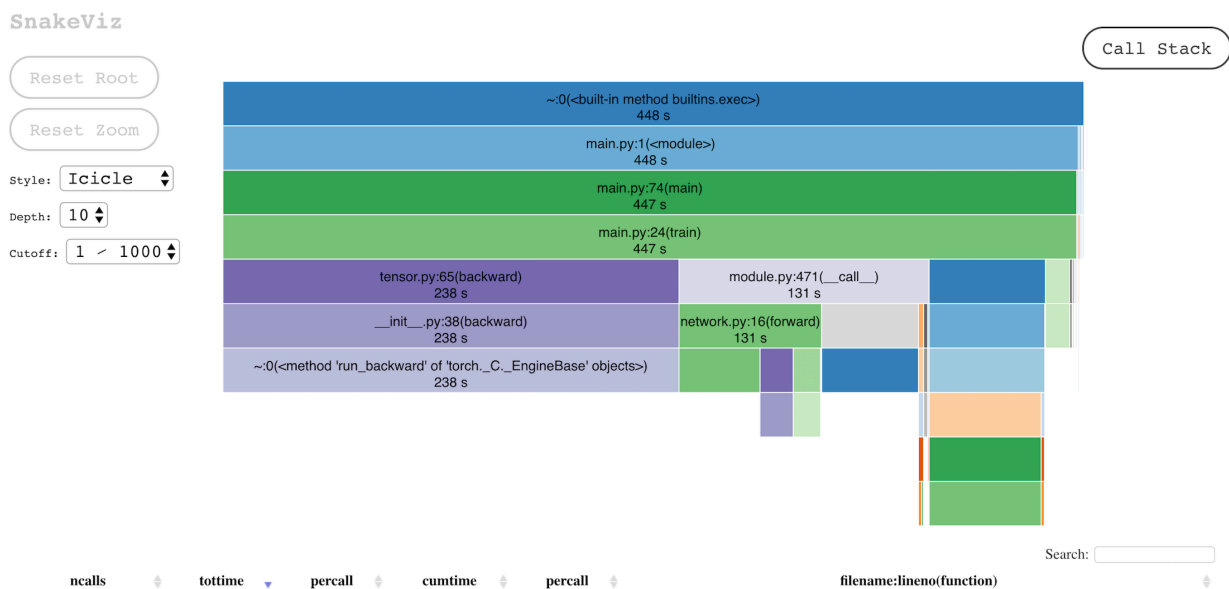 SnakeViz
Call Stack
Reset Root
Reset Zoom
Style: Icicle
Depth: 10
Cutoff: 1 / 1000
~:0(<built-in method builtins.exec>)
448 s
main.py:1(<module>)
448 s
main.py:74(main)
447 s
main.py:24(train)
447 s
tensor.py:65(backward)
238 s
module.py:471(__call__)
131 s
__init__.py:38(backward)
238 s
network.py:16(forward)
131 s
~:0(<method 'run_backward' of 'torch._C._EngineBase' objects>)
238 s
Search:
ncalls tottime percall cumtime percall filename:lineno(function)